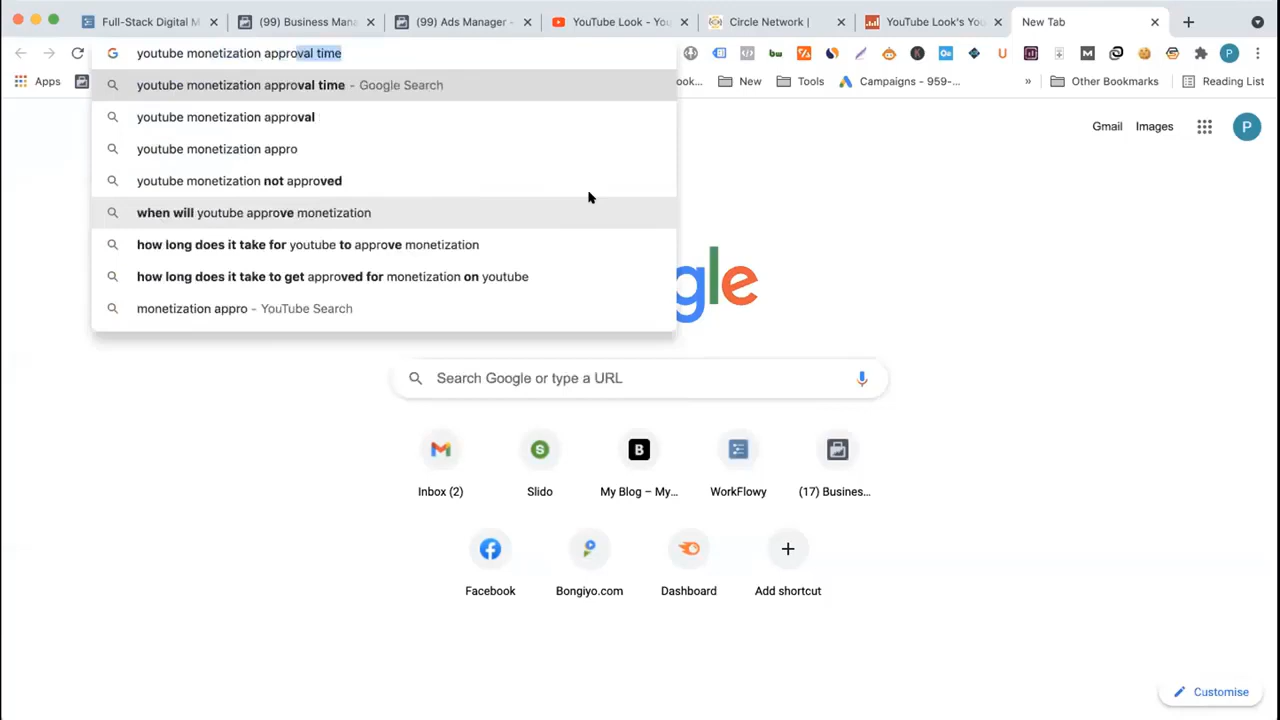 Full-Stack Digital M
(99) Business Mana
(99) Ads Manager -
YouTube Look - You
Circle Network |
YouTube Look's You
New Tab
youtube monetization approval time
P
Apps
ook...
New
Tools
Campaigns - 959-...
»
Other Bookmarks
Reading List
youtube monetization approval time - Google Search
youtube monetization approval
youtube monetization appro
youtube monetization not approved
when will youtube approve monetization
how long does it take for youtube to approve monetization
how long does it take to get approved for monetization on youtube
monetization appro - YouTube Search
Gmail
Images
P
gle
Search Google or type a URL
Inbox (2)
Slido
My Blog – My...
WorkFlowy
(17) Busines...
Facebook
Bongiyo.com
Dashboard
Add shortcut
Customise